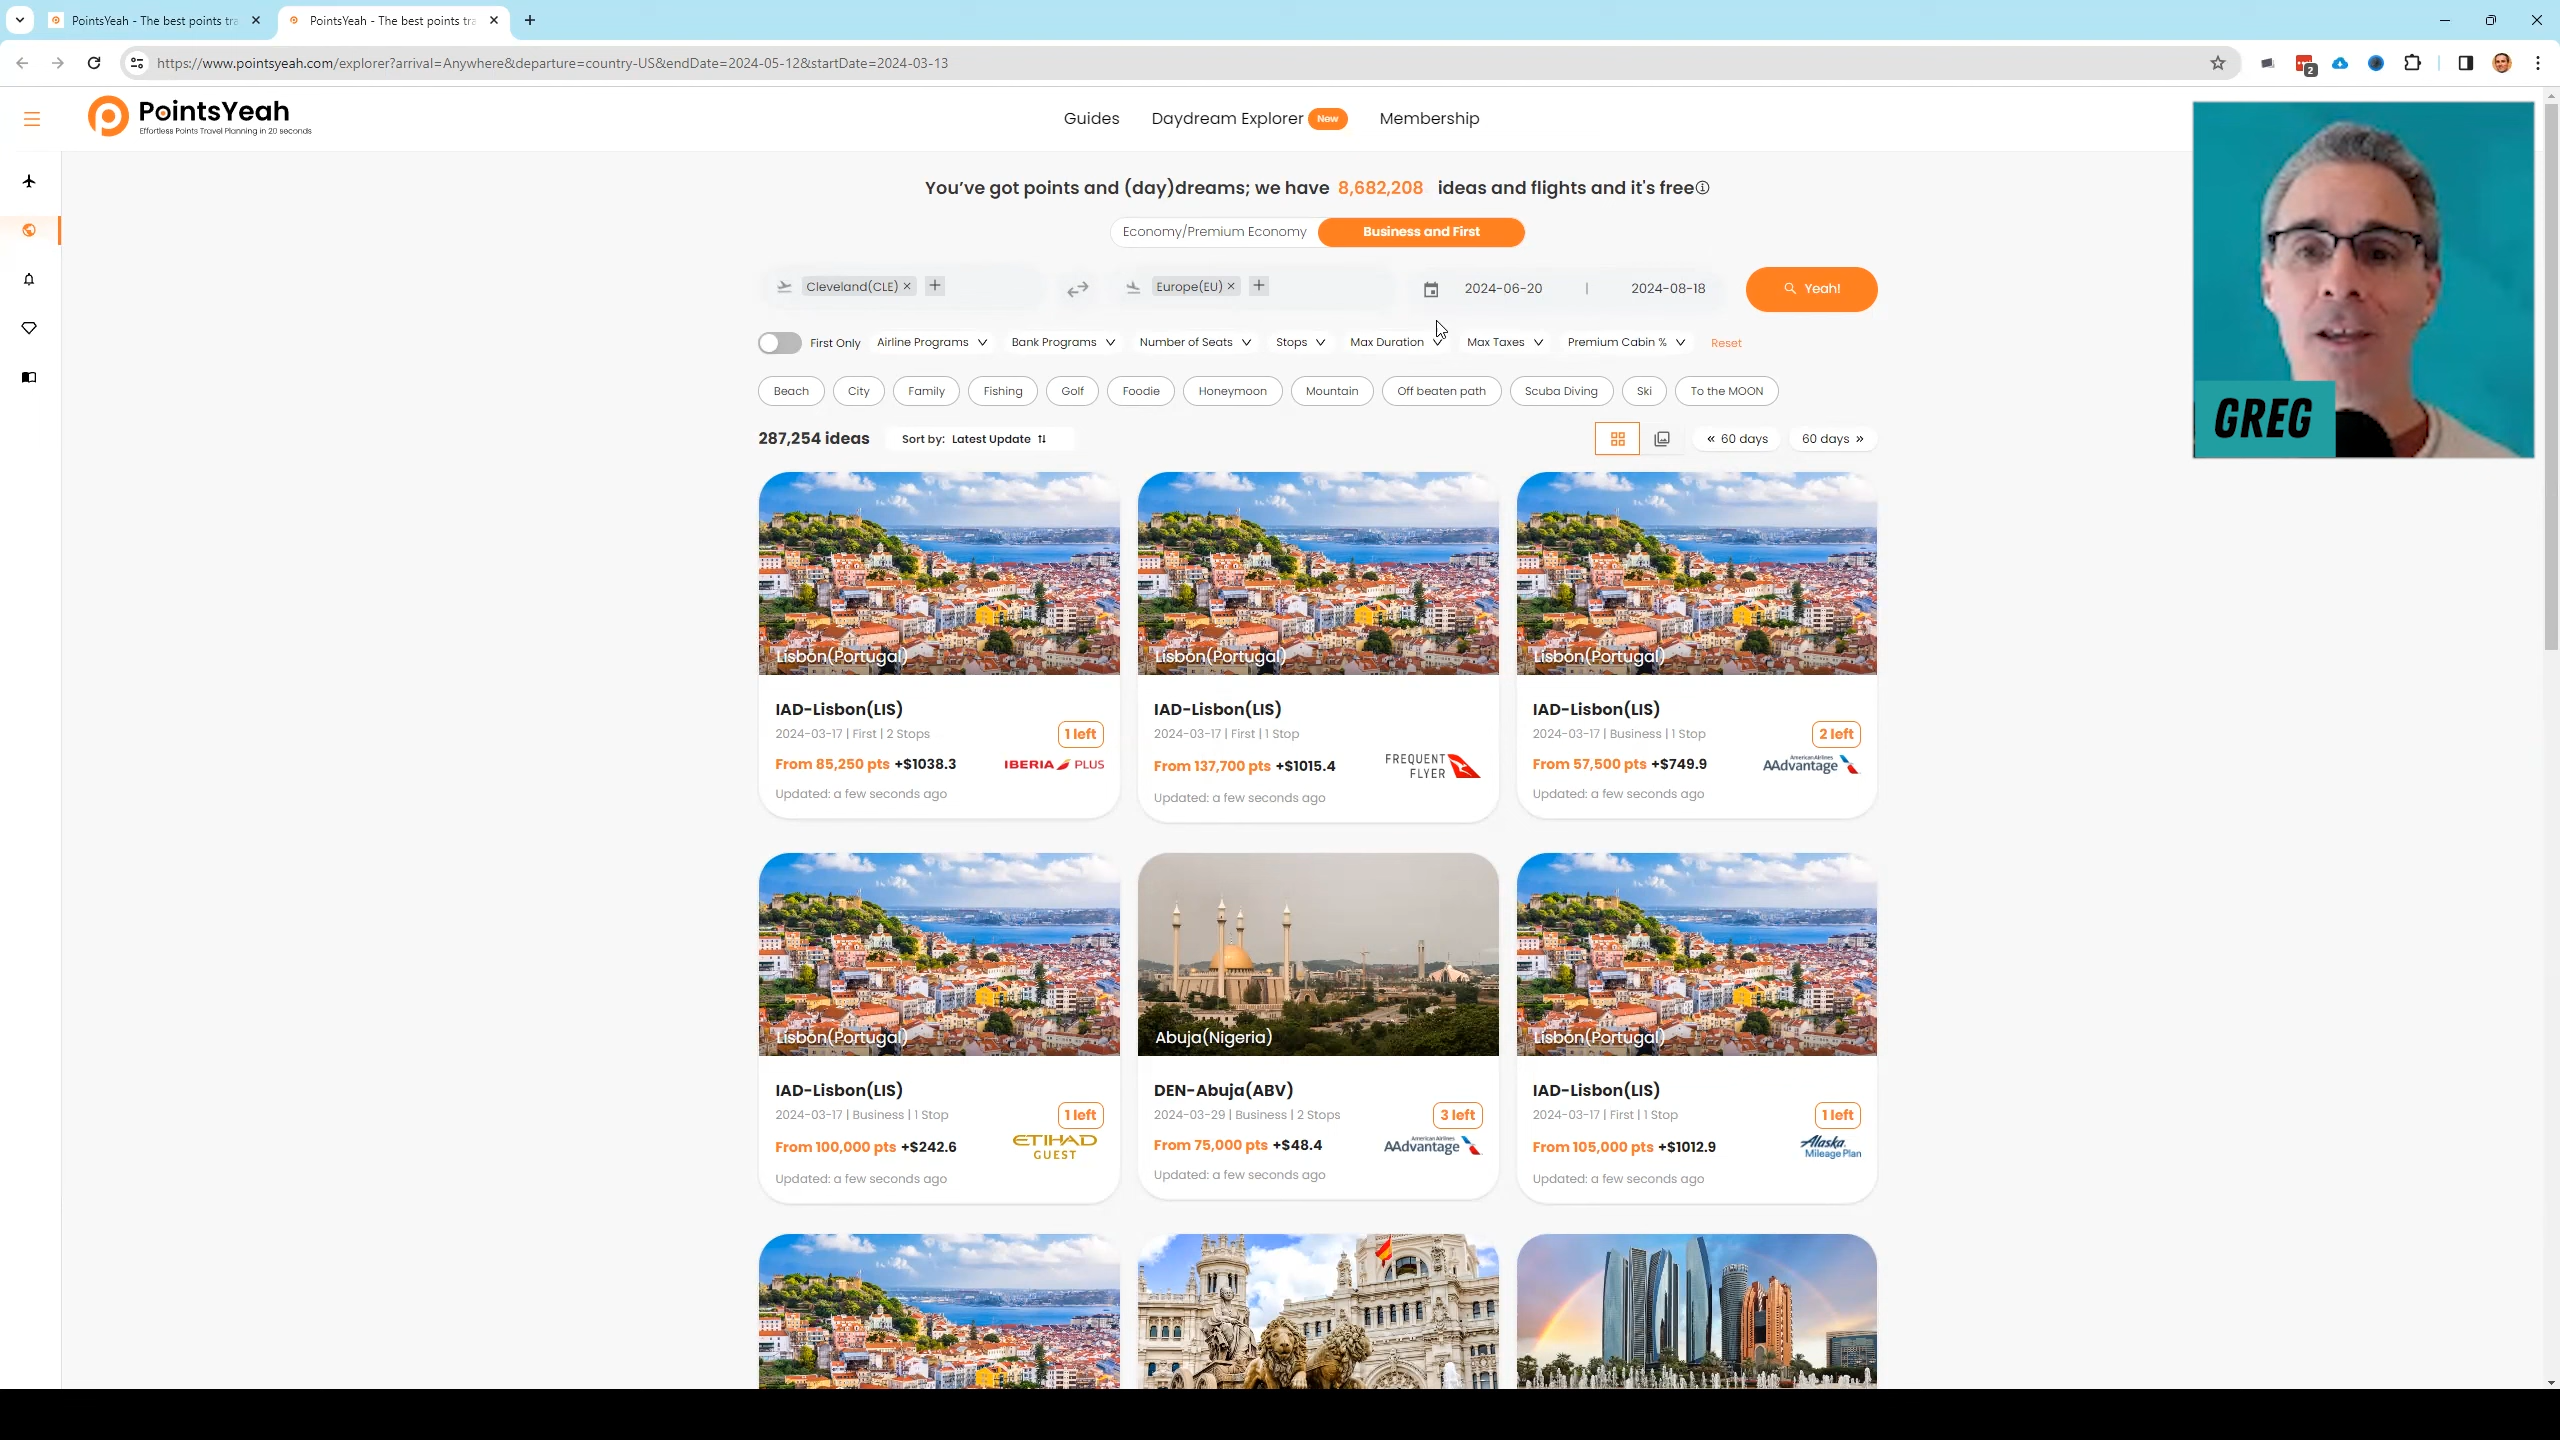 PointsYeah - The best points tra
PointsYeah - The best points tra
https://www.pointsyeah.com/explorer?arrival=Anywhere&departure=country-US&endDate=2024-05-12&startDate=2024-03-13
2
PointsYeah
Effortless Points Travel Planning in 20 seconds
Guides
Daydream Explorer New
Membership
You've got points and (day)dreams; we have 8,682,208 ideas and flights and it's free
Economy/Premium Economy Business and First
Cleveland(CLE) × + Europe(EU) × + 2024-06-20 | 2024-08-18 Yeah!
First Only Airline Programs Bank Programs Number of Seats Stops Max Duration Max Taxes Premium Cabin % Reset
Beach City Family Fishing Golf Foodie Honeymoon Mountain Off beaten path Scuba Diving Ski To the MOON
287,254 ideas Sort by: Latest Update « 60 days 60 days »
GREG
Lisbon(Portugal)
IAD-Lisbon(LIS)
2024-03-17 | First | 2 Stops
1 left
From 85,250 pts +$1038.3
IBERIA PLUS
Updated: a few seconds ago
Lisbon(Portugal)
IAD-Lisbon(LIS)
2024-03-17 | First | 1 Stop
From 137,700 pts +$1015.4
FREQUENT
FLYER
Updated: a few seconds ago
Lisbon(Portugal)
IAD-Lisbon(LIS)
2024-03-17 | Business | 1 Stop
2 left
From 57,500 pts +$749.9
American Airlines
AAdvantage
Updated: a few seconds ago
Lisbon(Portugal)
IAD-Lisbon(LIS)
2024-03-17 | Business | 1 Stop
1 left
From 100,000 pts +$242.6
ETIHAD
GUEST
Updated: a few seconds ago
Abuja(Nigeria)
DEN-Abuja(ABV)
2024-03-29 | Business | 2 Stops
3 left
From 75,000 pts +$48.4
American Airlines
AAdvantage
Updated: a few seconds ago
Lisbon(Portugal)
IAD-Lisbon(LIS)
2024-03-17 | First | 1 Stop
1 left
From 105,000 pts +$1012.9
Alaska
Mileage Plan
Updated: a few seconds ago